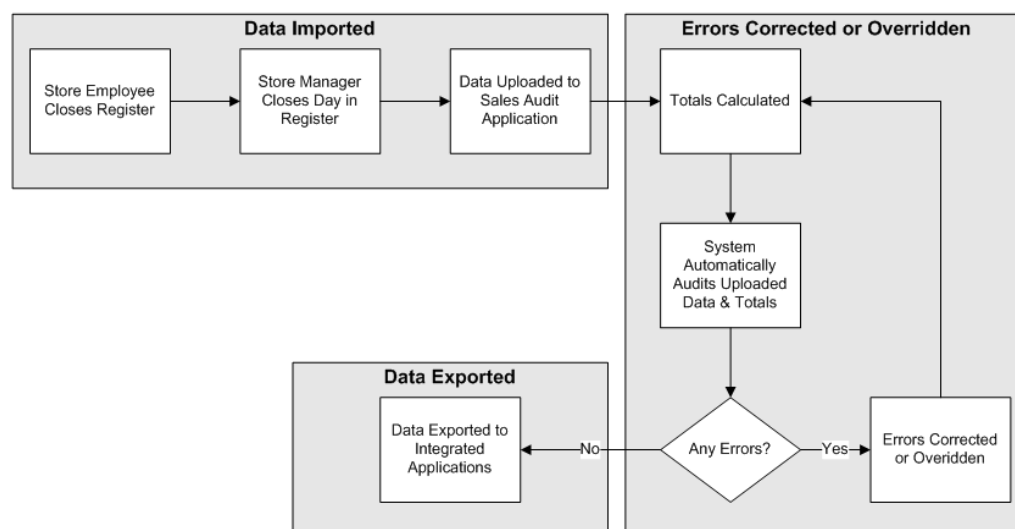 Data Imported
Store Employee
Closes Register
Store Manager
Closes Day in
Register
Data Uploaded to
Sales Audit
Application
Errors Corrected or Overridden
Totals Calculated
System
Automatically
Audits Uploaded
Data & Totals
Any Errors?
Yes
Errors Corrected
or Overidden
No
Data Exported
Data Exported to
Integrated
Applications